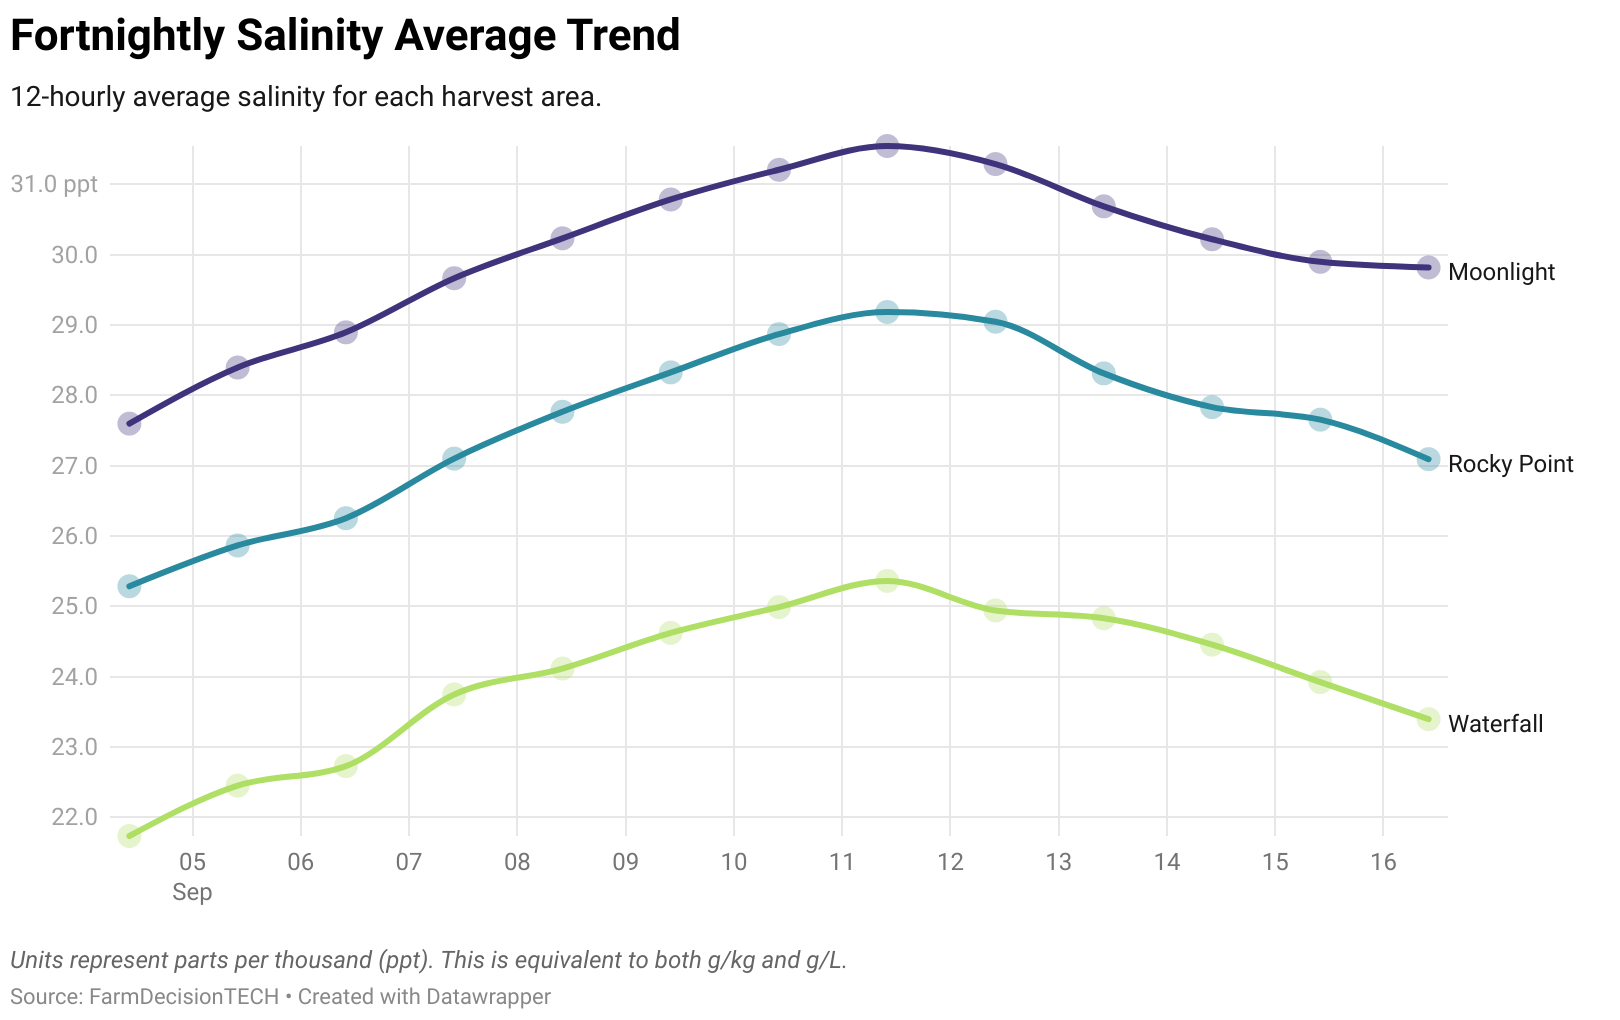 Fortnightly Salinity Average Trend
12-hourly average salinity for each harvest area.
31.0 ppt
30.0
29.0
28.0
27.0
26.0
25.0
24.0
23.0
22.0
Moonlight
Rocky Point
Waterfall
05 06 07 08 09 10 11 12 13 14 15 16
Sep
Units represent parts per thousand (ppt). This is equivalent to both g/kg and g/L.
Source: FarmDecisionTECH • Created with Datawrapper